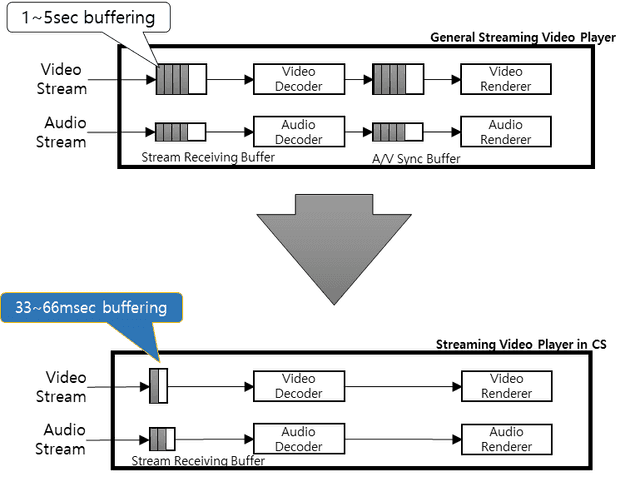 1~5sec buffering
General Streaming Video Player
Video
Stream
Video
Decoder
Video
Renderer
Audio
Stream
Audio
Decoder
Audio
Renderer
Stream Receiving Buffer
A/V Sync Buffer
33~66msec buffering
Streaming Video Player in CS
Video
Stream
Video
Decoder
Video
Renderer
Audio
Stream
Audio
Decoder
Audio
Renderer
Stream Receiving Buffer